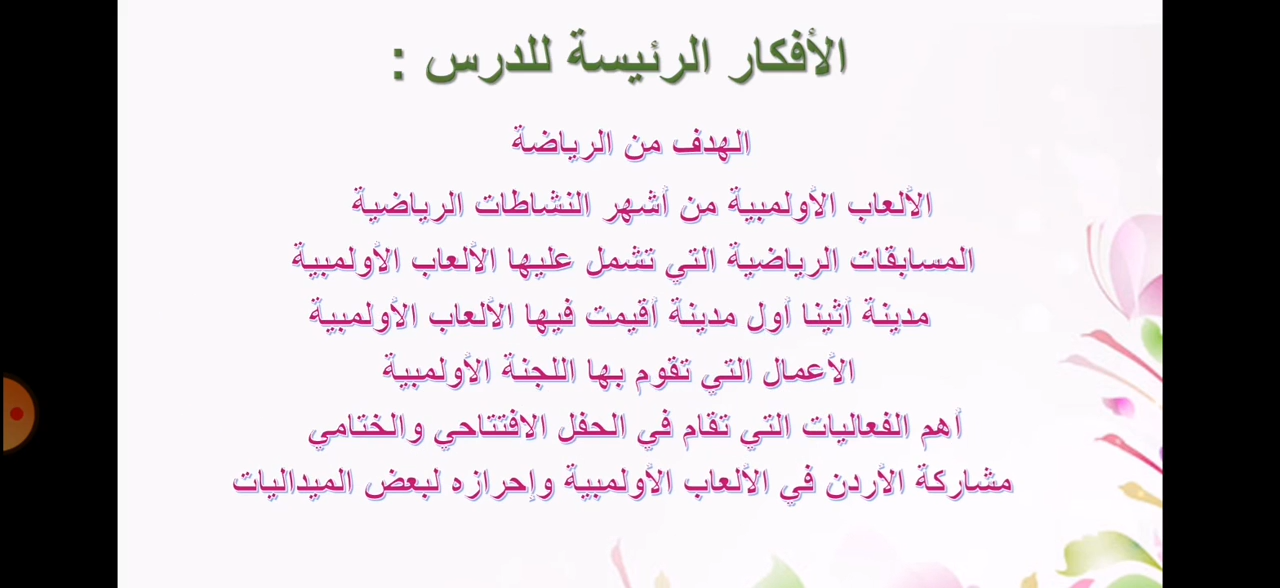 الأفكار الرئيسة للدرس :
الهدف من الرياضة
الألعاب الأولمبية من أشهر النشاطات الرياضية
المسابقات الرياضية التي تشمل عليها الألعاب الأولمبية
مدينة أثينا أول مدينة أقيمت فيها الألعاب الأولمبية
الأعمال التي تقوم بها اللجنة الأولمبية
أهم الفعاليات التي تقام في الحفل الافتتاحي والختامي
مشاركة الأردن في الألعاب الأولمبية وإحرازه لبعض الميداليات